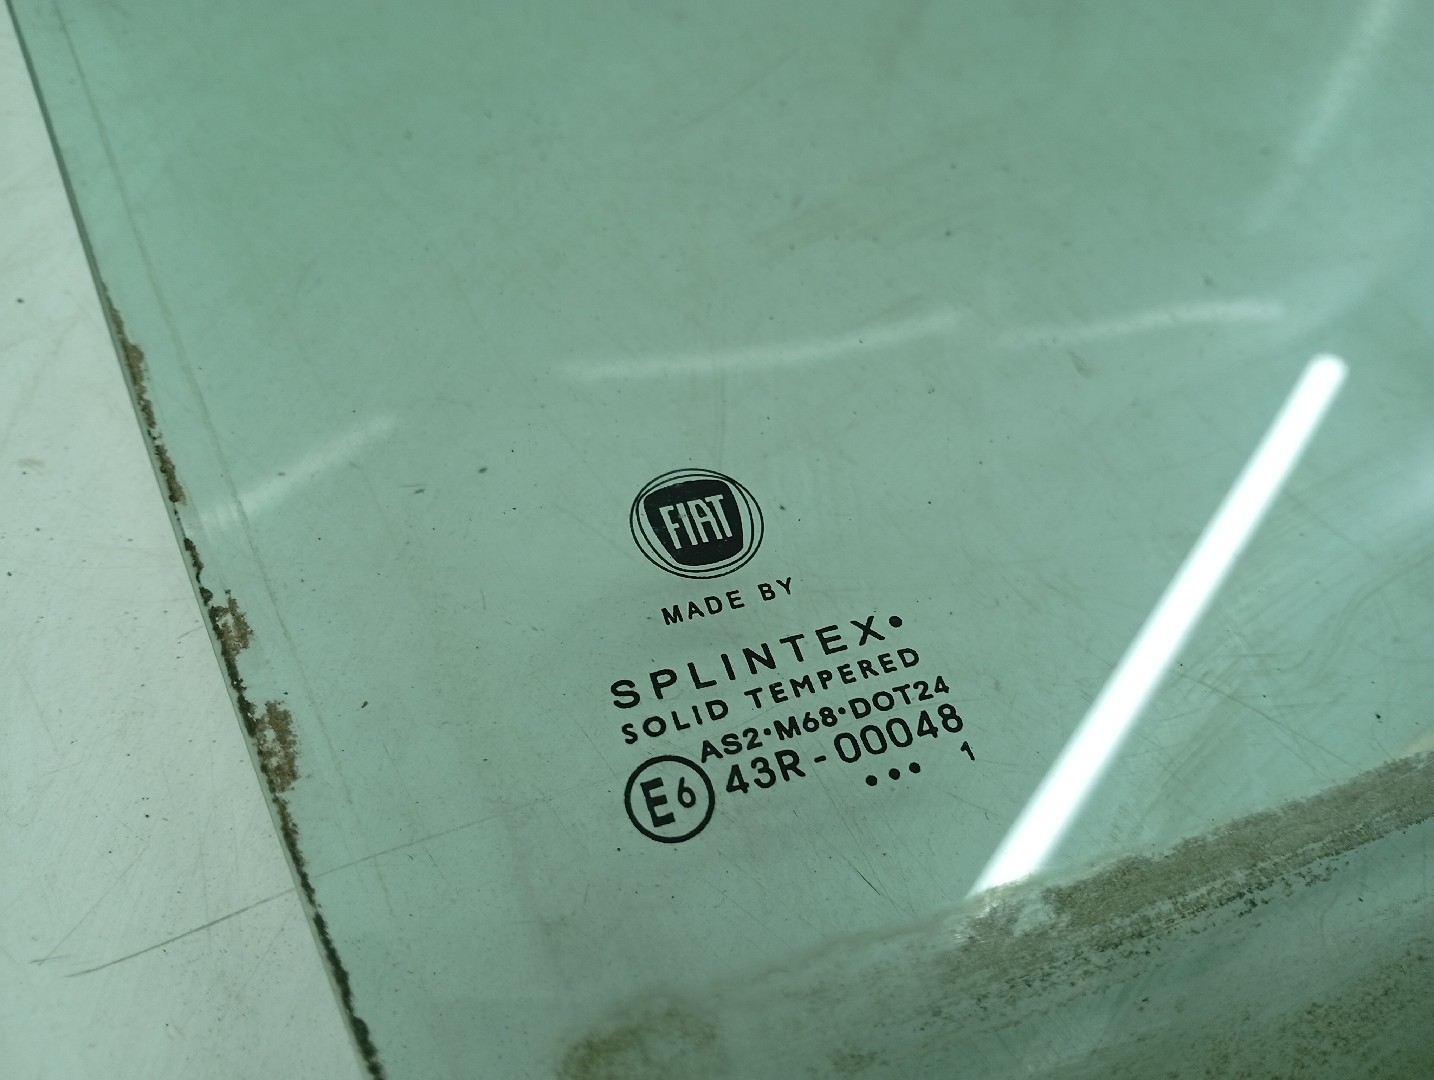 FIAT
MADE BY
SPLINTEX•
SOLID TEMPERED
AS2•M68•DOT24
E6 43R-00048
••• 1